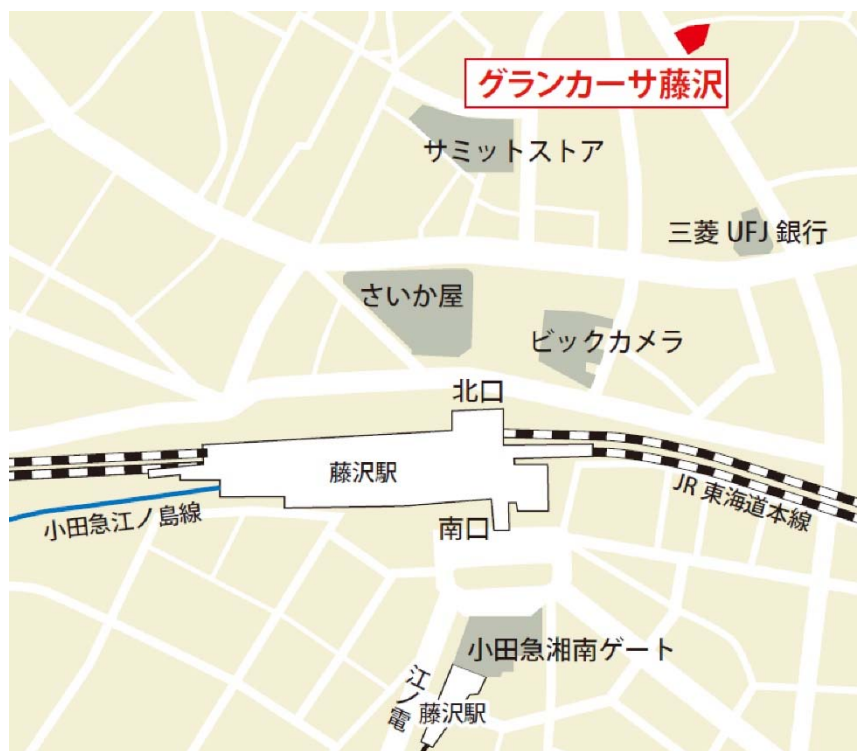 グランカーサ藤沢
サミットストア
三菱 UFJ 銀行
さいか屋
ビックカメラ
北口
藤沢駅
JR 東海道本線
小田急江ノ島線
南口
小田急湘南ゲート
江ノ電
藤沢駅